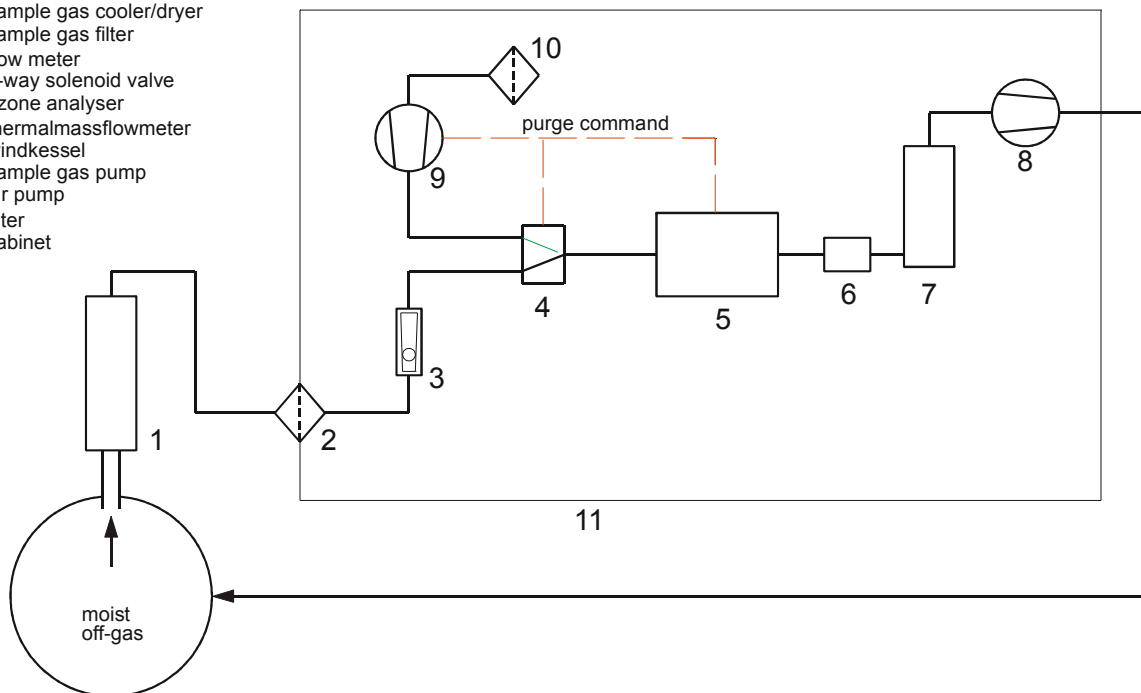 ample gas cooler/dryer
ample gas filter
ow meter
-way solenoid valve
zone analyser
hermalmassflowmeter
indkessel
ample gas pump
r pump
ter
abinet
10
purge command
9
8
4
5
6
7
3
1
2
11
moist
off-gas